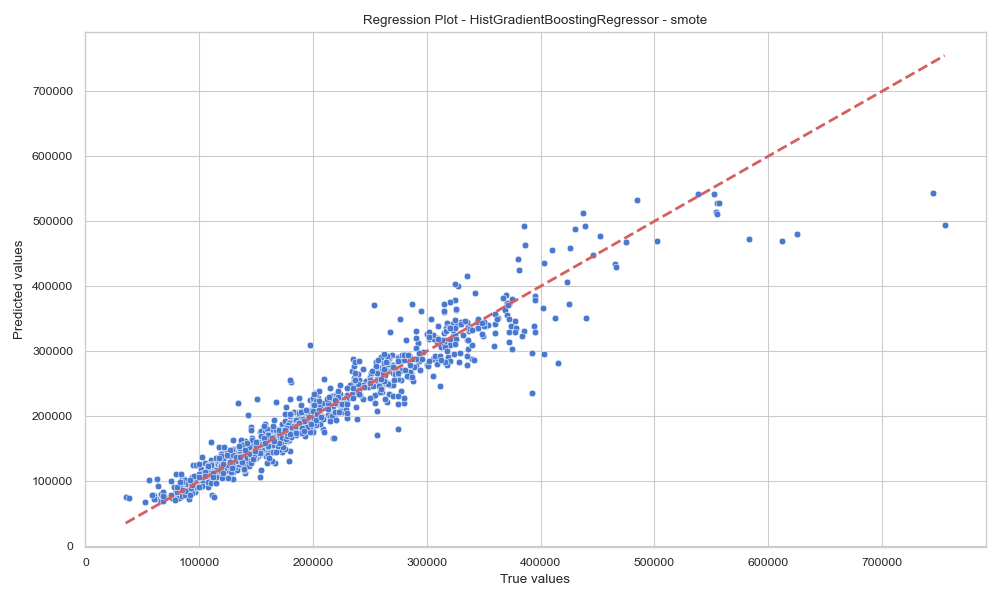 Regression Plot - HistGradientBoostingRegressor - smote
Predicted values
700000
600000
500000
400000
300000
200000
100000
0
0 100000 200000 300000 400000 500000 600000 700000
True values